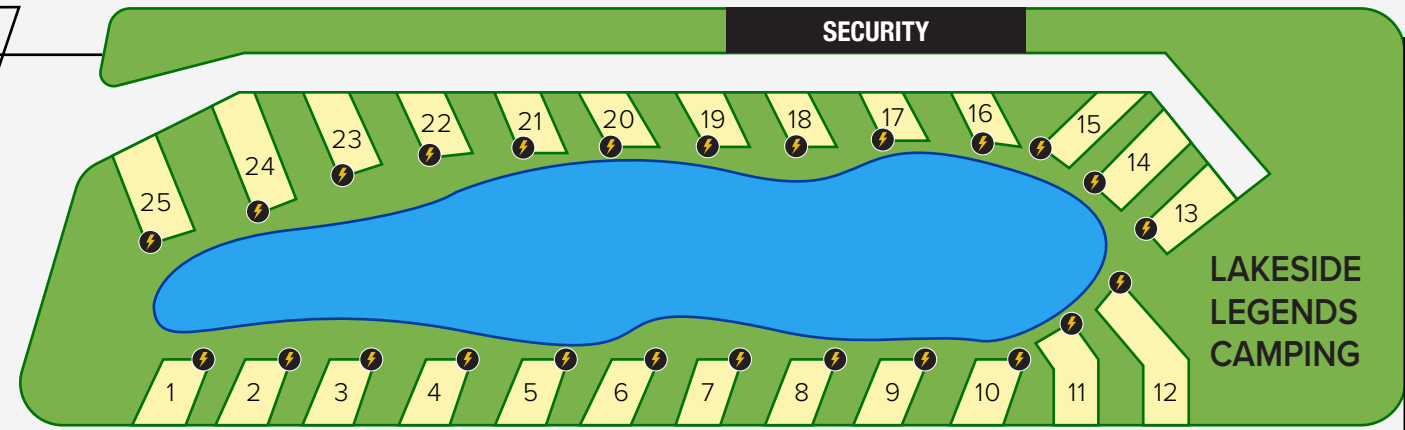 SECURITY
22 21 20 19 18 17 16
23 15
24 14
25 13
LAKESIDE
LEGENDS
CAMPING
1 2 3 4 5 6 7 8 9 10 11 12